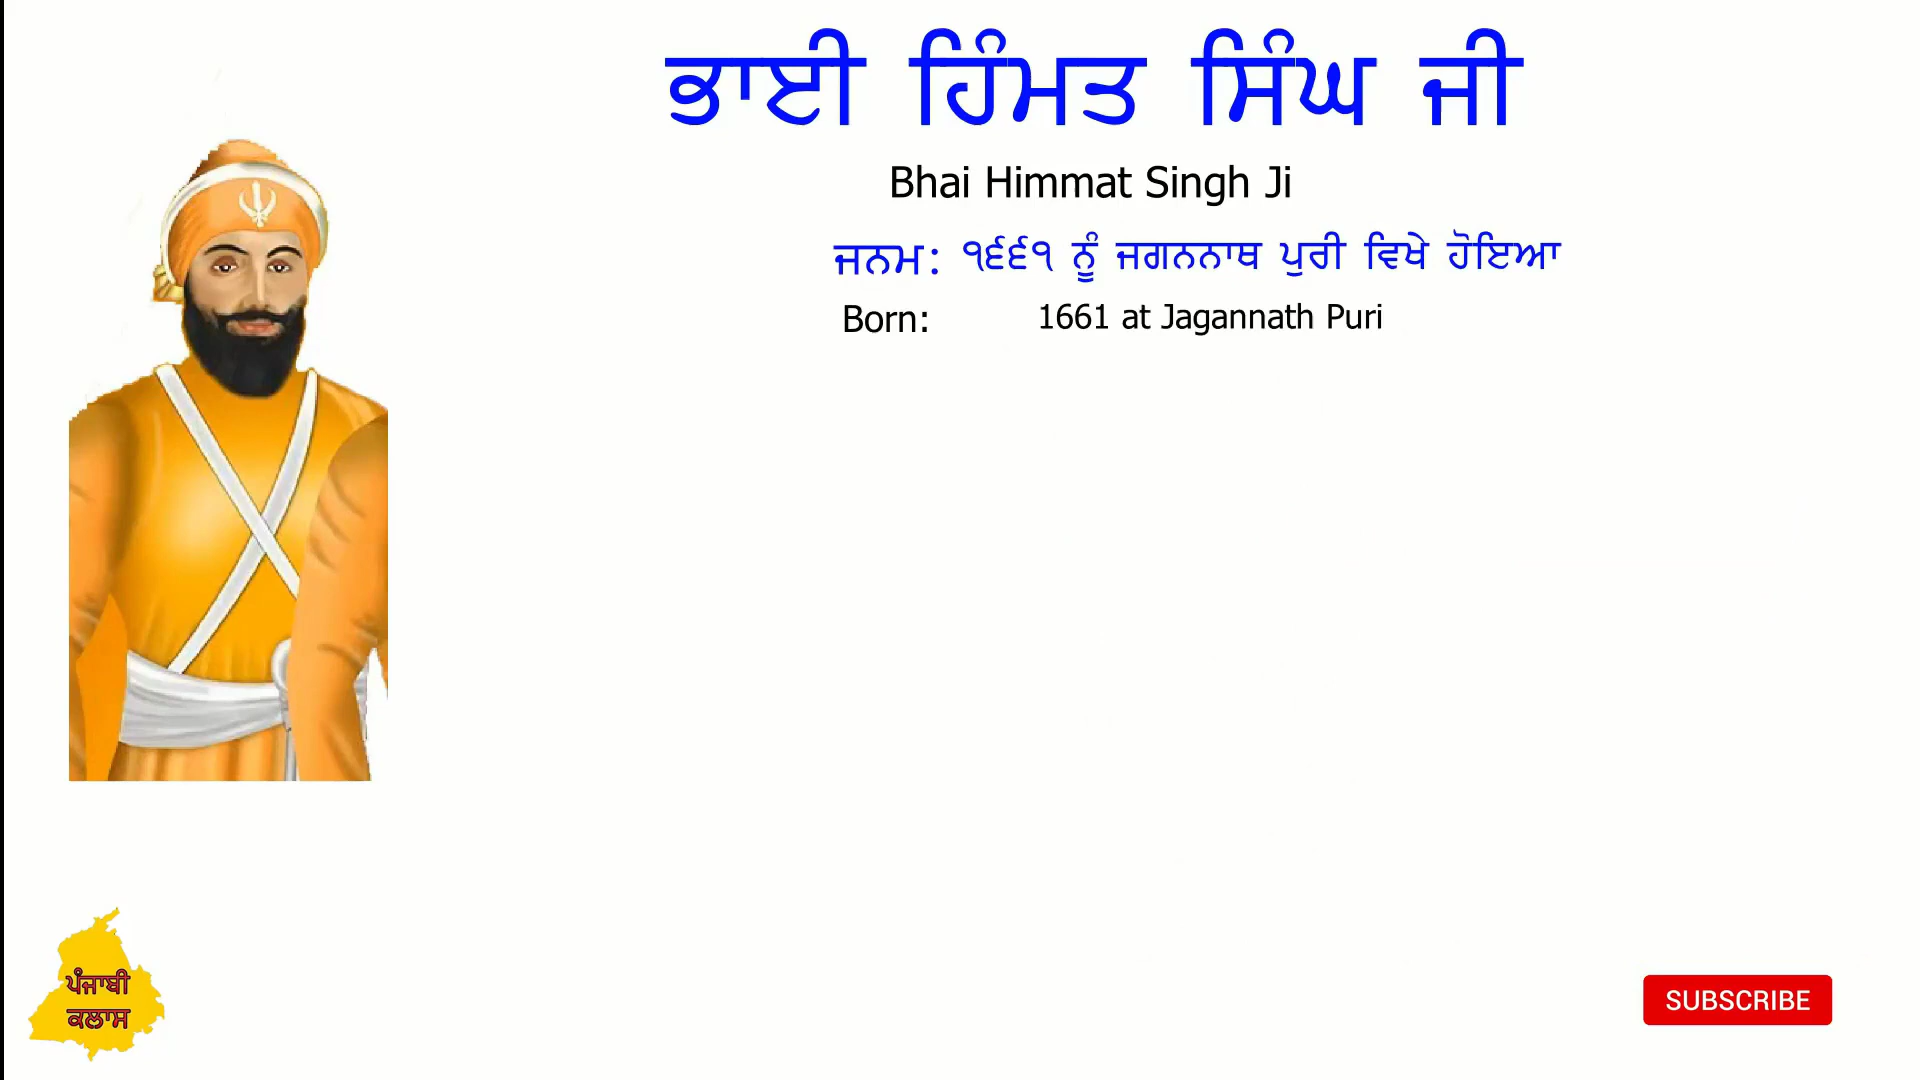 ਭਾਈ ਹਿੰਮਤ ਸਿੰਘ ਜੀ
Bhai Himmat Singh Ji
ਜਨਮ: ੧੬੬੧ ਨੂੰ ਜਗਨਨਾਥ ਪੁਰੀ ਵਿਖੇ ਹੋਇਆ
Born: 1661 at Jagannath Puri
ਪੰਜਾਬੀ
ਕਲਾਸ
SUBSCRIBE